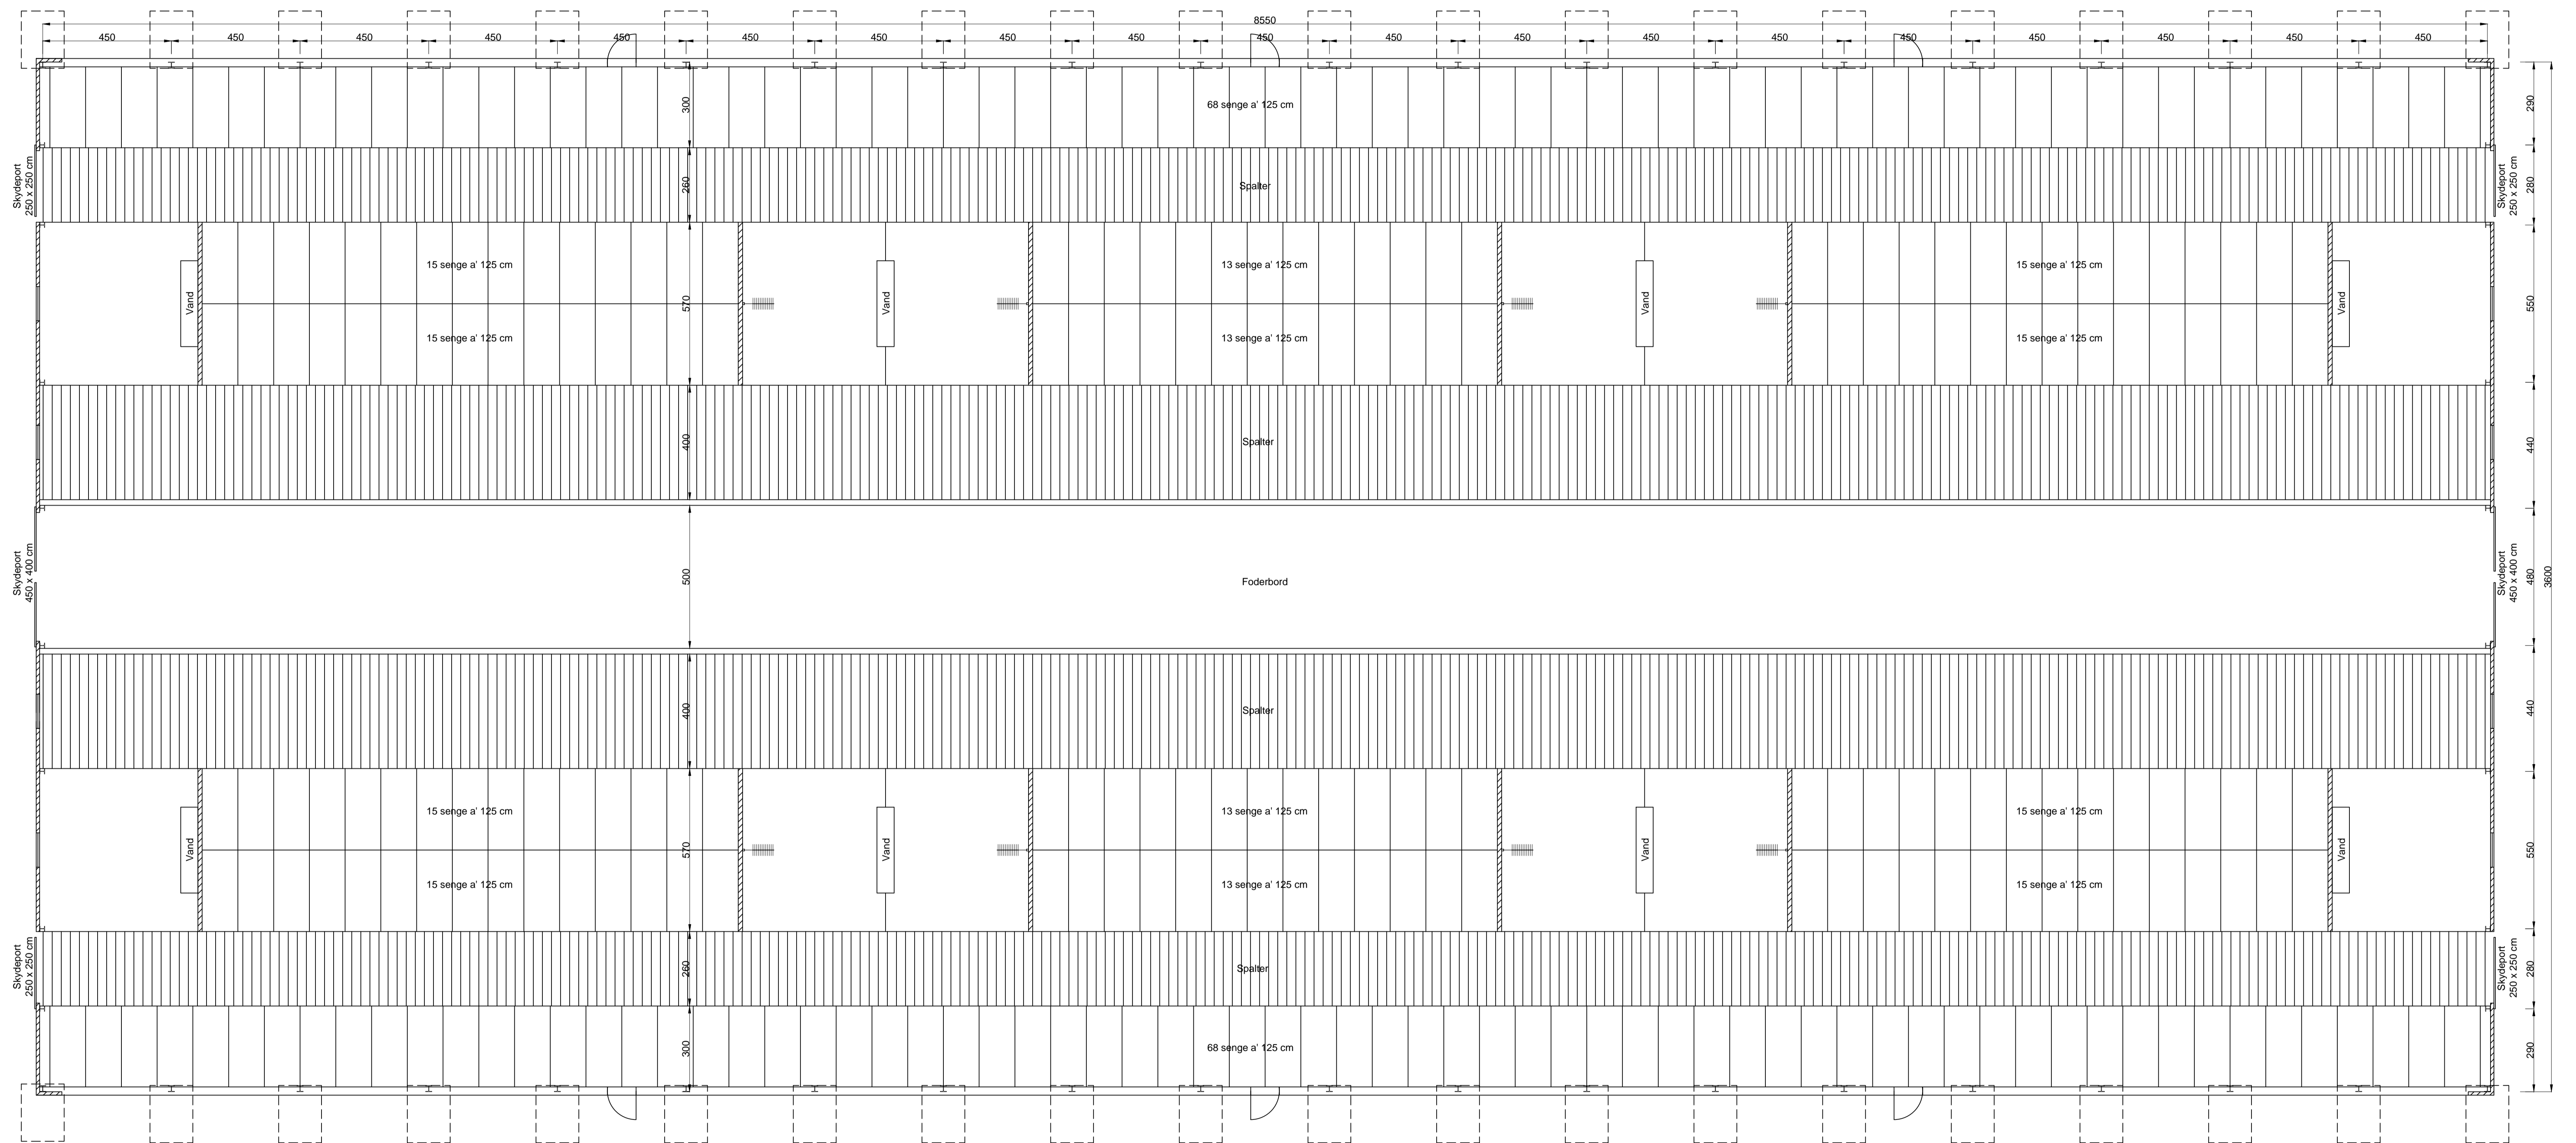 8550
450 450 450 450 450 450 450 450 450 450 450 450 450 450 450 450 450 450 450
300
68 senge a' 125 cm
290
3600
Skydeport
250 x 250 cm
260
Spalter
Skydeport
250 x 250 cm
280
15 senge a' 125 cm
13 senge a' 125 cm
15 senge a' 125 cm
Vand
570
Vand
Vand
Vand
550
15 senge a' 125 cm
13 senge a' 125 cm
15 senge a' 125 cm
400
Spalter
440
Skydeport
450 x 400 cm
500
Foderbord
Skydeport
450 x 400 cm
480
400
Spalter
440
15 senge a' 125 cm
13 senge a' 125 cm
15 senge a' 125 cm
Vand
570
Vand
Vand
Vand
550
15 senge a' 125 cm
13 senge a' 125 cm
15 senge a' 125 cm
Skydeport
250 x 250 cm
260
Spalter
Skydeport
250 x 250 cm
280
300
68 senge a' 125 cm
290